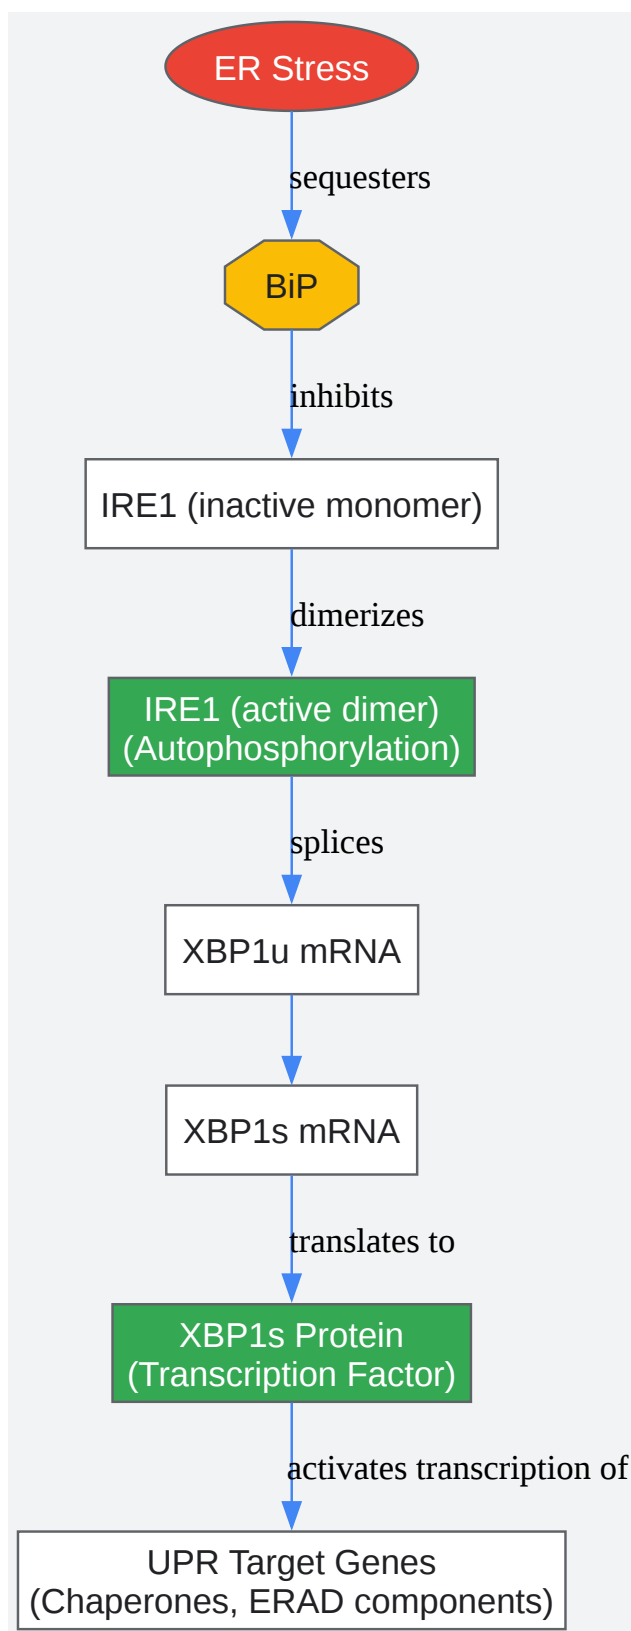 ER Stress
sequesters
BiP
inhibits
IRE1 (inactive monomer)
dimerizes
IRE1 (active dimer)
(Autophosphorylation)
splices
XBP1u mRNA
XBP1s mRNA
translates to
XBP1s Protein
(Transcription Factor)
activates transcription of
UPR Target Genes
(Chaperones, ERAD components)